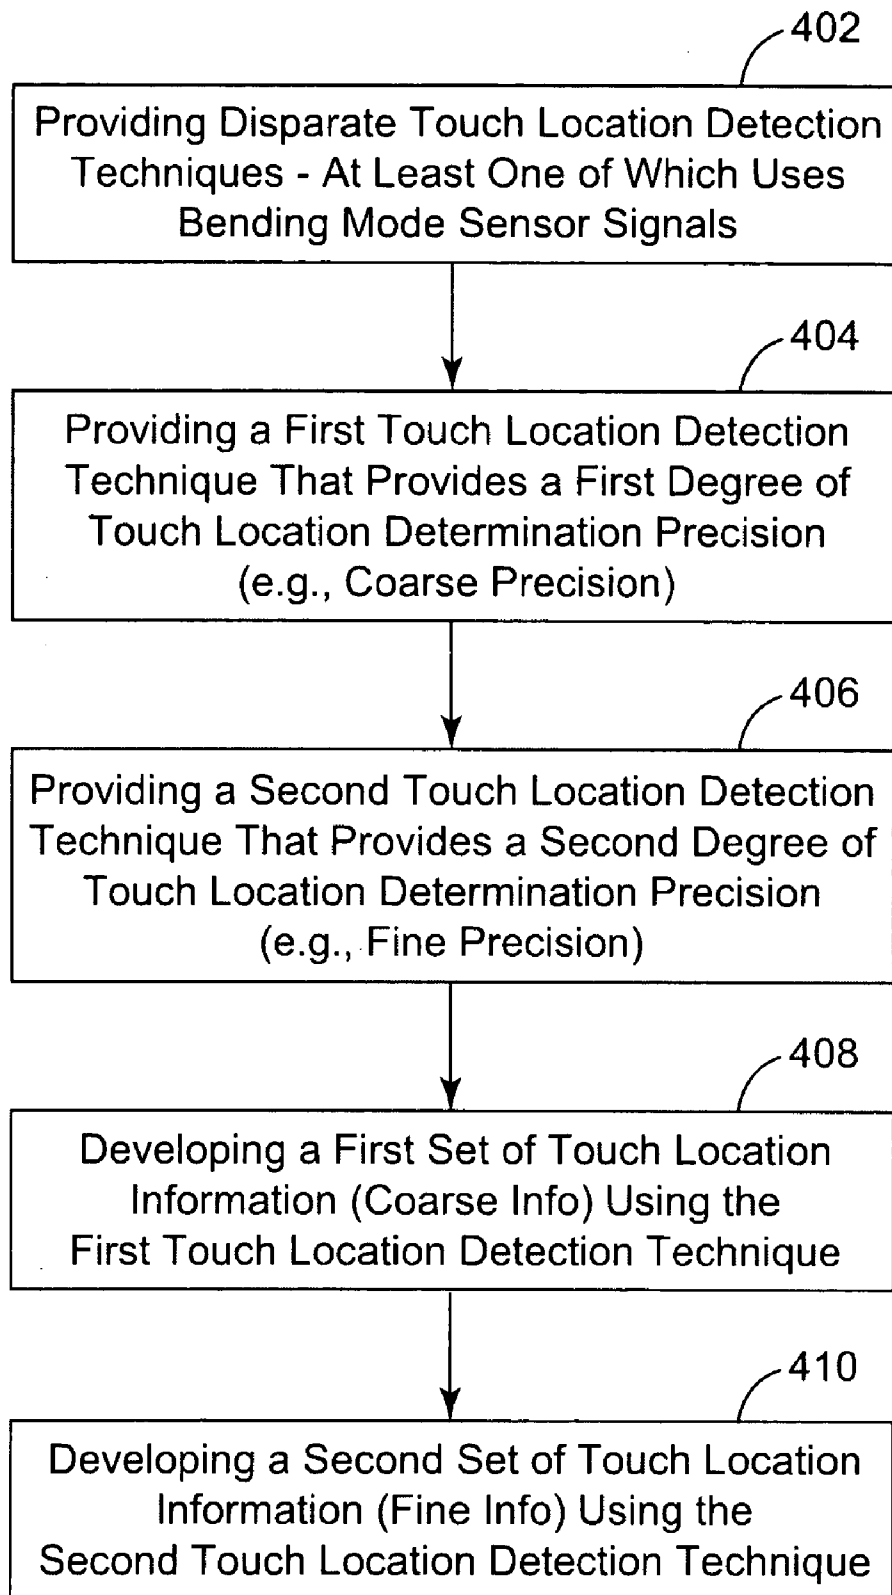 402
Providing Disparate Touch Location Detection
Techniques - At Least One of Which Uses
Bending Mode Sensor Signals
404
Providing a First Touch Location Detection
Technique That Provides a First Degree of
Touch Location Determination Precision
(e.g., Coarse Precision)
406
Providing a Second Touch Location Detection
Technique That Provides a Second Degree of
Touch Location Determination Precision
(e.g., Fine Precision)
408
Developing a First Set of Touch Location
Information (Coarse Info) Using the
First Touch Location Detection Technique
410
Developing a Second Set of Touch Location
Information (Fine Info) Using the
Second Touch Location Detection Technique